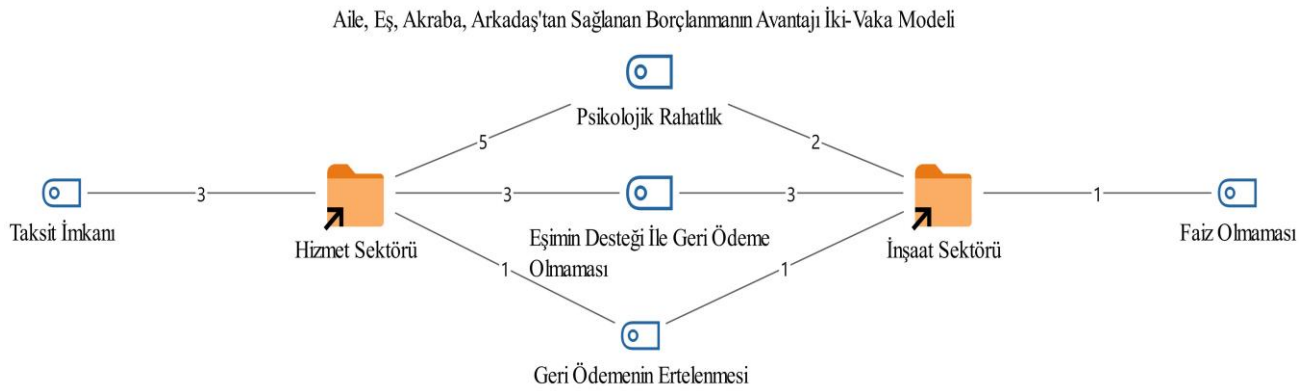 Aile, Eş, Akraba, Arkadaş'tan Sağlanan Borçlanmanın Avantajı İki-Vaka Modeli
Psikolojik Rahatlık
5
2
3
3
3
1
Taksit İmkanı
Hizmet Sektörü
Eşimin Desteği İle Geri Ödeme
Olmaması
İnşaat Sektörü
Faiz Olmaması
1
1
Geri Ödemenin Ertelenmesi